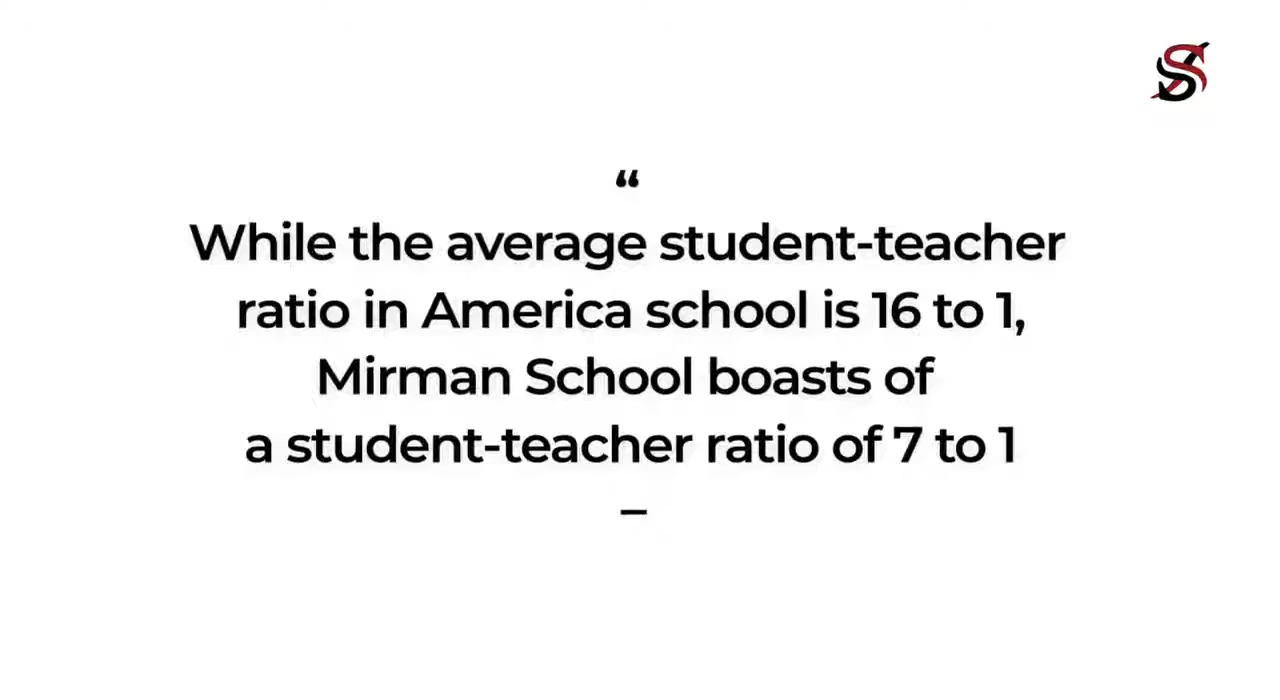 “
While the average student-teacher
ratio in America school is 16 to 1,
Mirman School boasts of
a student-teacher ratio of 7 to 1
–